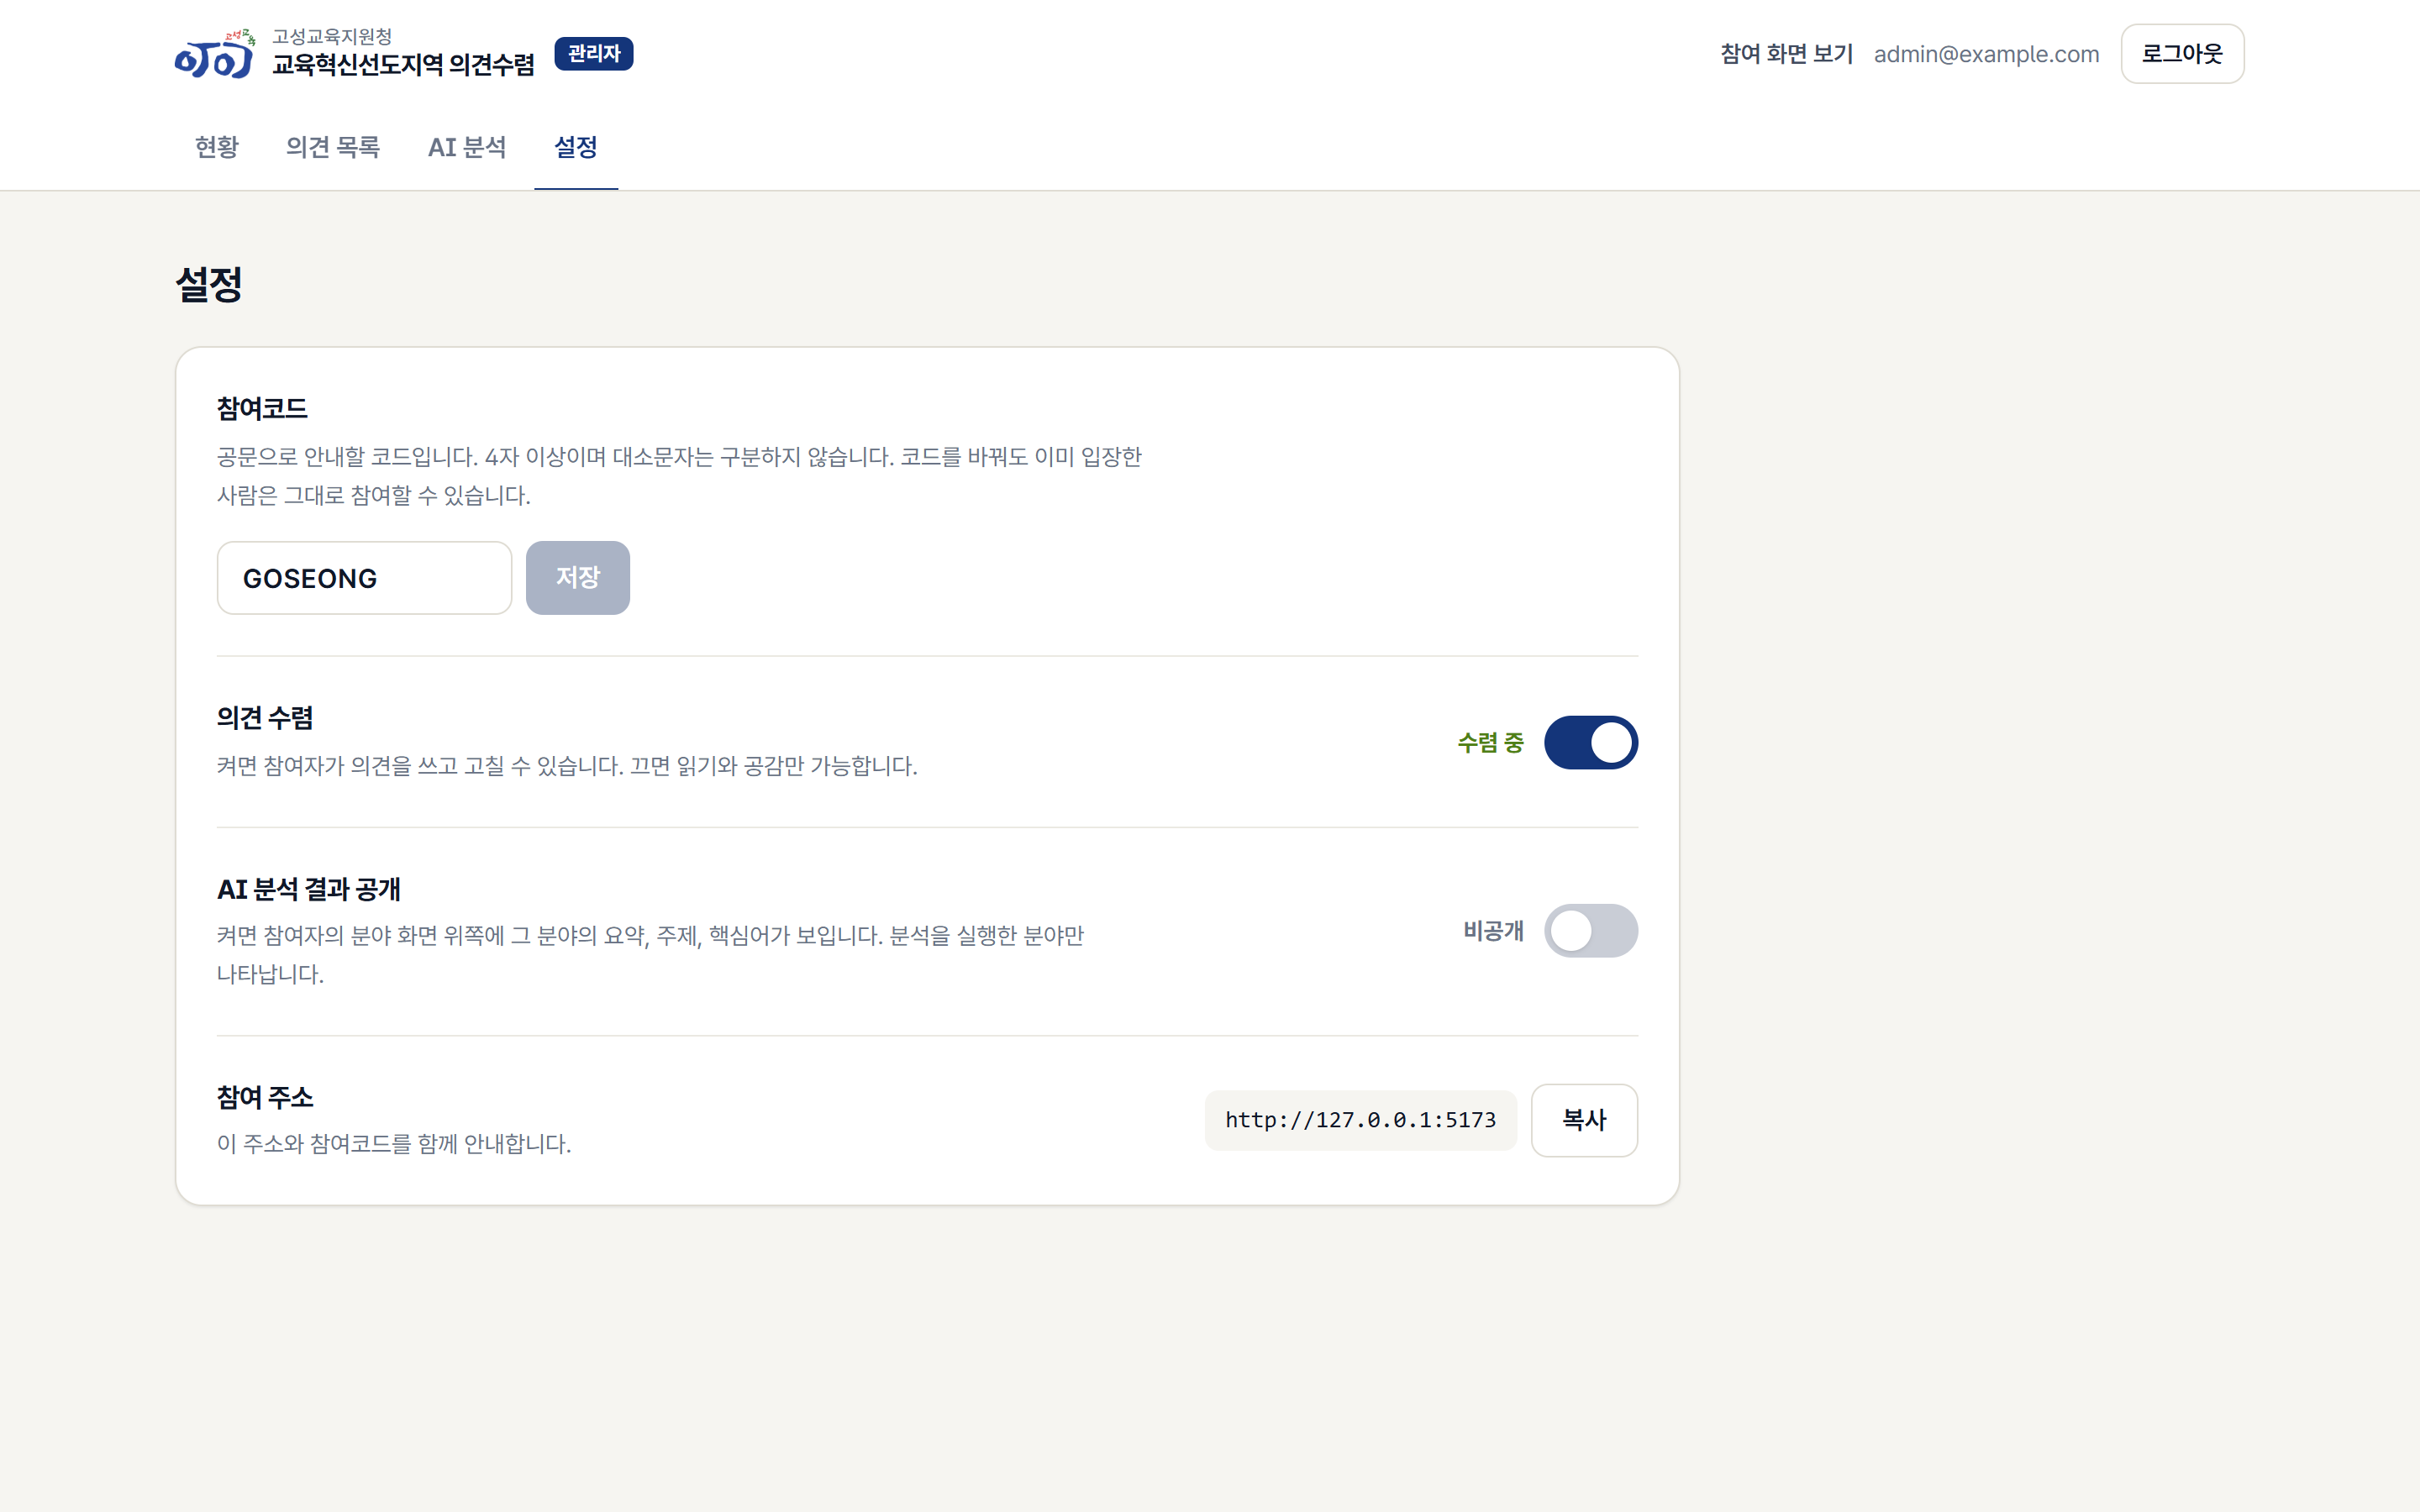 고성교육
고성교육지원청
교육혁신선도지역 의견수렴
관리자
참여 화면 보기
admin@example.com
로그아웃
현황
의견 목록
AI 분석
설정
설정
참여코드
공문으로 안내할 코드입니다. 4자 이상이며 대소문자는 구분하지 않습니다. 코드를 바꿔도 이미 입장한
사람은 그대로 참여할 수 있습니다.
GOSEONG
저장
의견 수렴
켜면 참여자가 의견을 쓰고 고칠 수 있습니다. 끄면 읽기와 공감만 가능합니다.
수렴 중
AI 분석 결과 공개
켜면 참여자의 분야 화면 위쪽에 그 분야의 요약, 주제, 핵심어가 보입니다. 분석을 실행한 분야만
나타납니다.
비공개
참여 주소
이 주소와 참여코드를 함께 안내합니다.
http://127.0.0.1:5173
복사